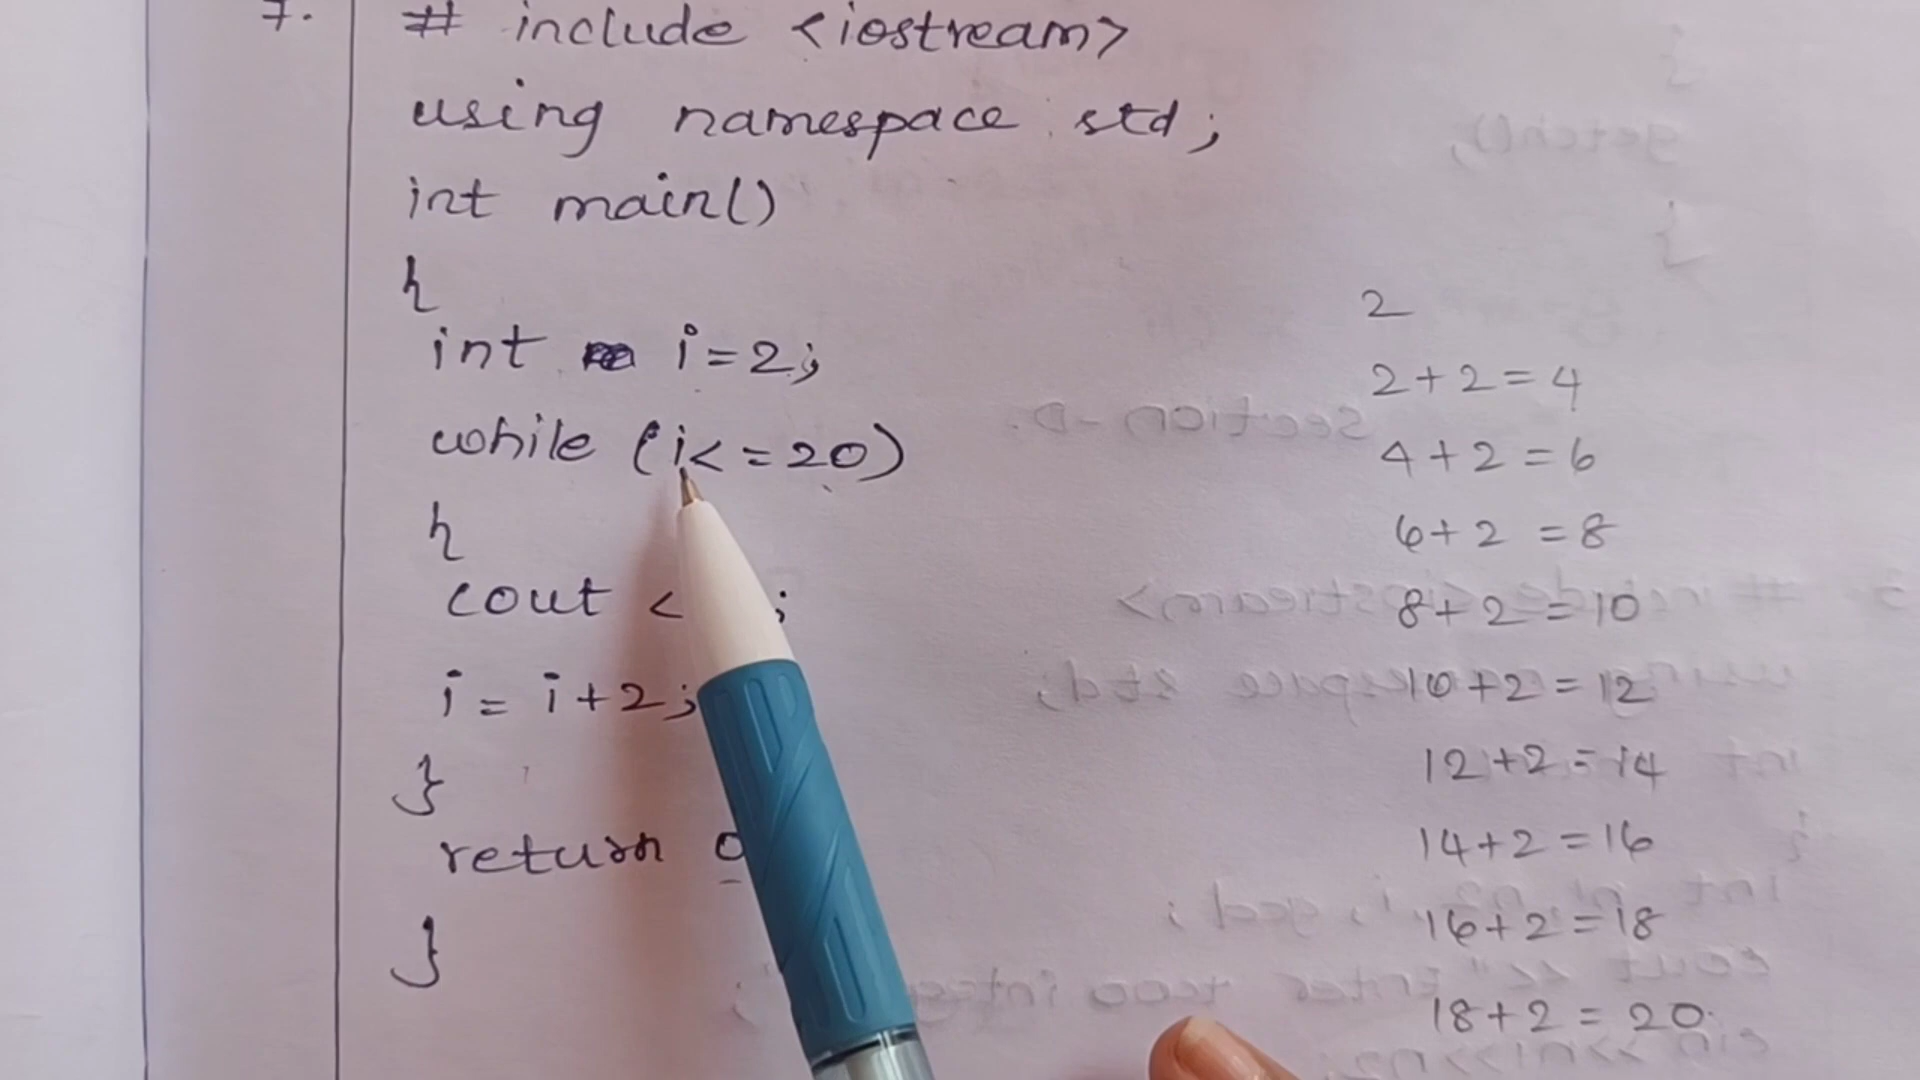 7. # include <iostream>
using namespace std;
int main()
{
int i=2;
while (i<=20)
{
cout < ;
i = i+2;
}
return 0
}
2
2+2=4
4+2=6
6+2=8
8+2=10
10+2=12
12+2=14
14+2=16
16+2=18
18+2=20.